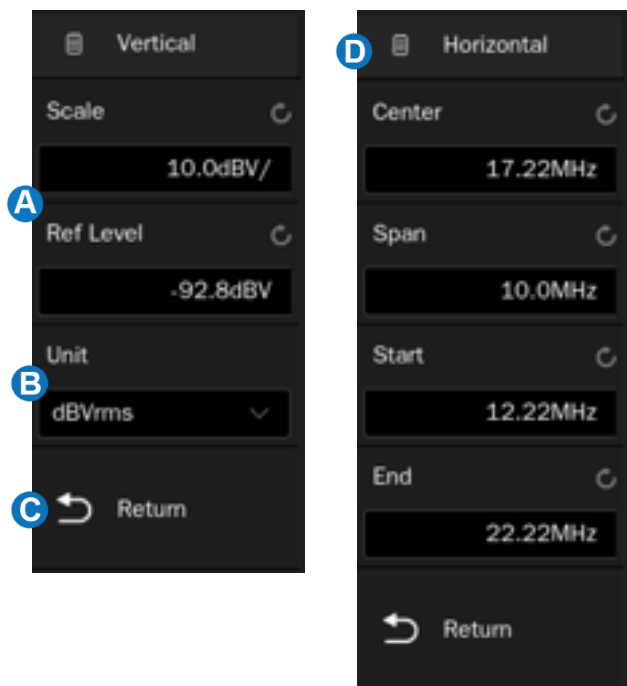 Vertical
Scale
10.0dBV/
A
Ref Level
-92.8dBV
Unit
B
dBVrms
C Return
D Horizontal
Center
17.22MHz
Span
10.0MHz
Start
12.22MHz
End
22.22MHz
Return